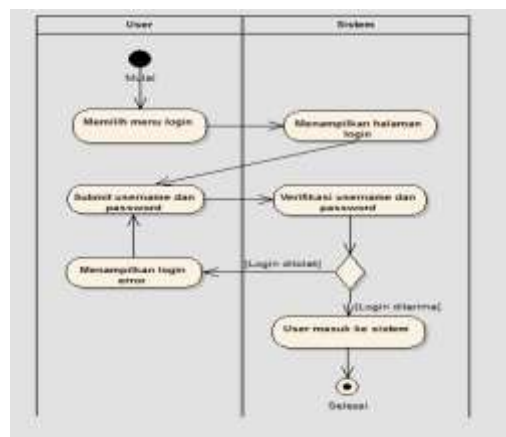 User
Sistem
Mulai
Memilih menu login
Menampilkan halaman
login
Submit username dan
password
Verifikasi username dan
password
Menampilkan login
error
[Login ditolak]
[Login diterima]
User masuk ke sistem
Selesai